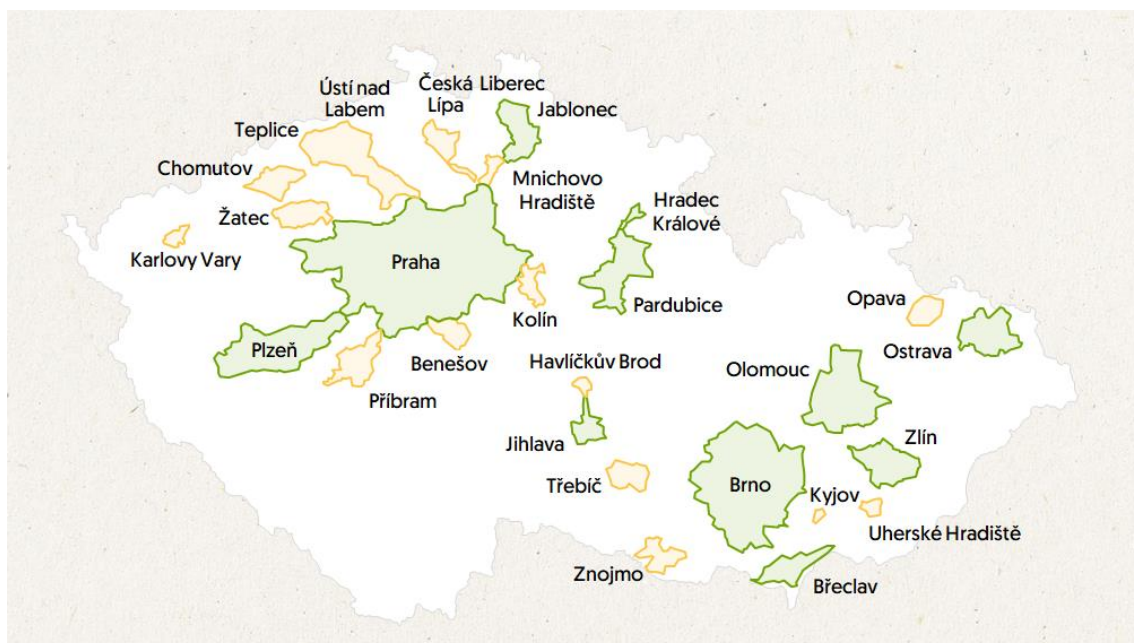 Ústí nad
Labem
Česká
Lípa
Liberec
Jablonec
Teplice
Chomutov
Žatec
Karlovy Vary
Mnichovo
Hradiště
Hradec
Králové
Praha
Kolín
Pardubice
Opava
Ostrava
Plzeň
Benešov
Příbram
Havlíčkův Brod
Olomouc
Jihlava
Zlín
Třebíč
Brno
Kyjov
Uherské Hradiště
Znojmo
Břeclav